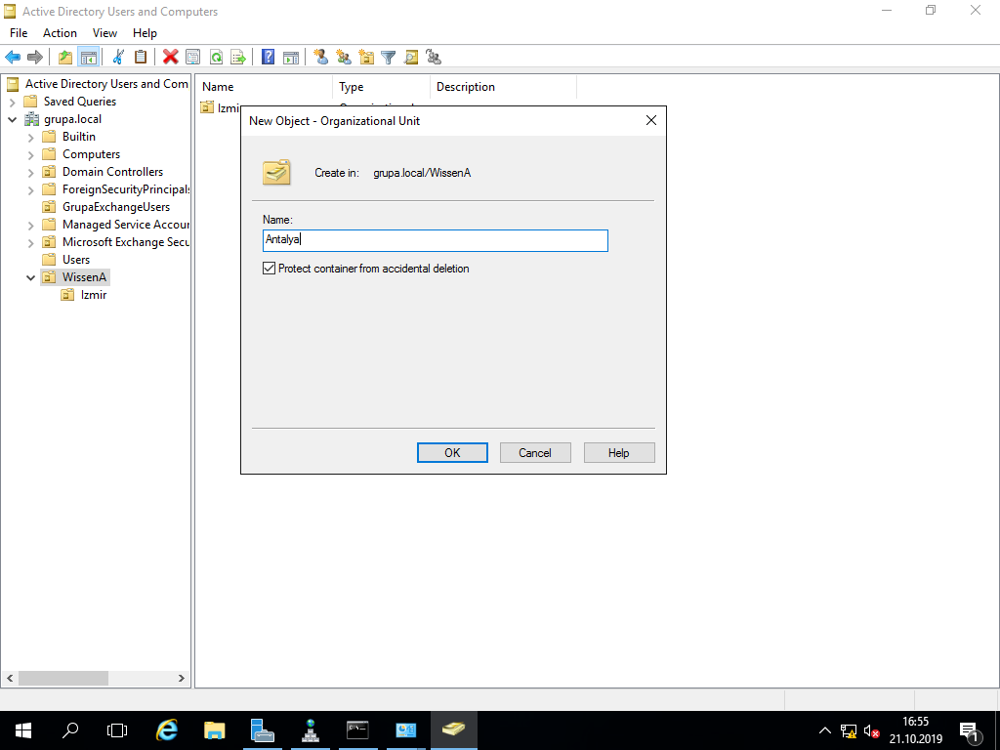 Active Directory Users and Computers
File Action View Help
Active Directory Users and Com
Saved Queries
grupa.local
Builtin
Computers
Domain Controllers
ForeignSecurityPrincipals
GrupaExchangeUsers
Managed Service Accoun
Microsoft Exchange Secu
Users
WissenA
Izmir
Name Type Description
Izmi
New Object - Organizational Unit
Create in: grupa.local/WissenA
Name:
Antalya
Protect container from accidental deletion
OK Cancel Help
16:55
21.10.2019
1